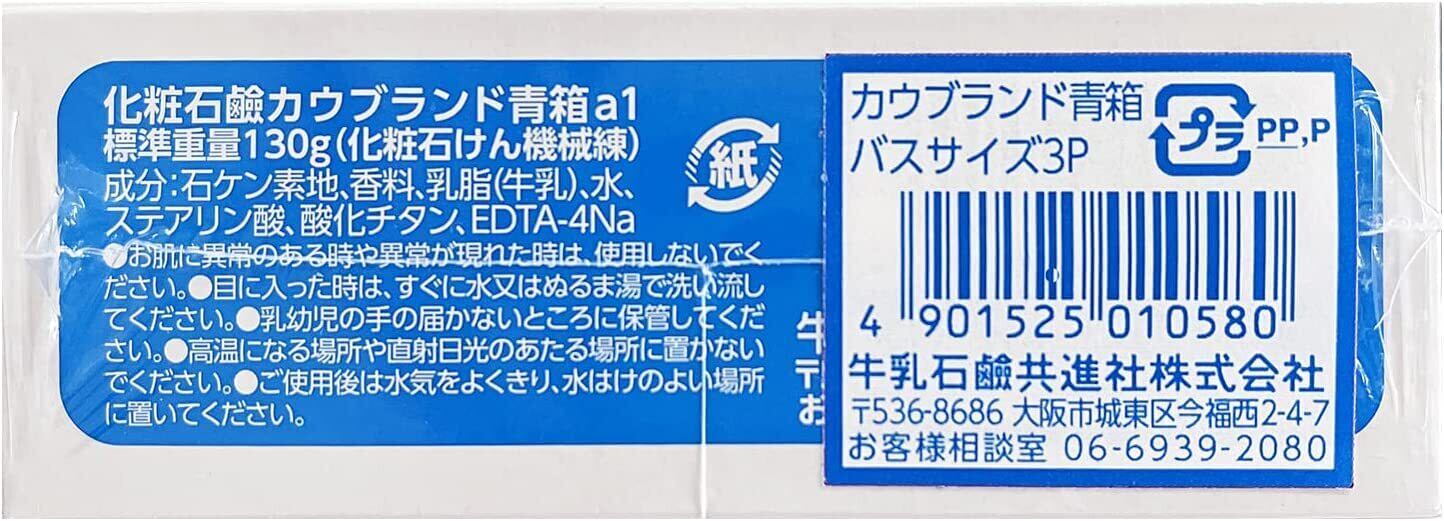 化粧石鹼カウブランド青箱a1
標準重量130g(化粧石けん機械練)
成分:石ケン素地、香料、乳脂(牛乳)、水、
ステアリン酸、酸化チタン、EDTA-4Na
●お肌に異常のある時や異常が現れた時は、使用しないでく
ださい。●目に入った時は、すぐに水又はぬるま湯で洗い流し
てください。●乳幼児の手の届かないところに保管してくだ
さい。●高温になる場所や直射日光のあたる場所に置かない
でください。●ご使用後は水気をよくきり、水はけのよい場所
に置いてください。
紙
牛
〒
お
カウブランド青箱
バスサイズ3P
プラ
PP,P
4 901525 010580
牛乳石鹼共進社株式会社
〒536-8686 大阪市城東区今福西2-4-7
お客様相談室 06-6939-2080